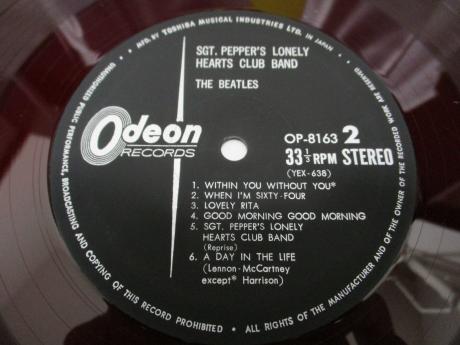 MFD. BY TOSHIBA MUSICAL INDUSTRIES LTD. IN JAPAN •
ALL RIGHTS OF THE MANUFACTURER AND OF THE OWNER OF THE RECORDED WORK ARE RESERVED
UNAUTHORIZED PUBLIC PERFORMANCE, BROADCASTING AND COPYING OF THIS RECORD PROHIBITED •
SGT. PEPPER'S LONELY
HEARTS CLUB BAND
THE BEATLES
Odeon
RECORDS
OP-8163 2
33⅓ RPM STEREO
(YEX-638)
1. WITHIN YOU WITHOUT YOU*
2. WHEN I'M SIXTY-FOUR
3. LOVELY RITA
4. GOOD MORNING GOOD MORNING
5. SGT. PEPPER'S LONELY
HEARTS CLUB BAND
(Reprise)
6. A DAY IN THE LIFE
(Lennon-McCartney
except* Harrison)